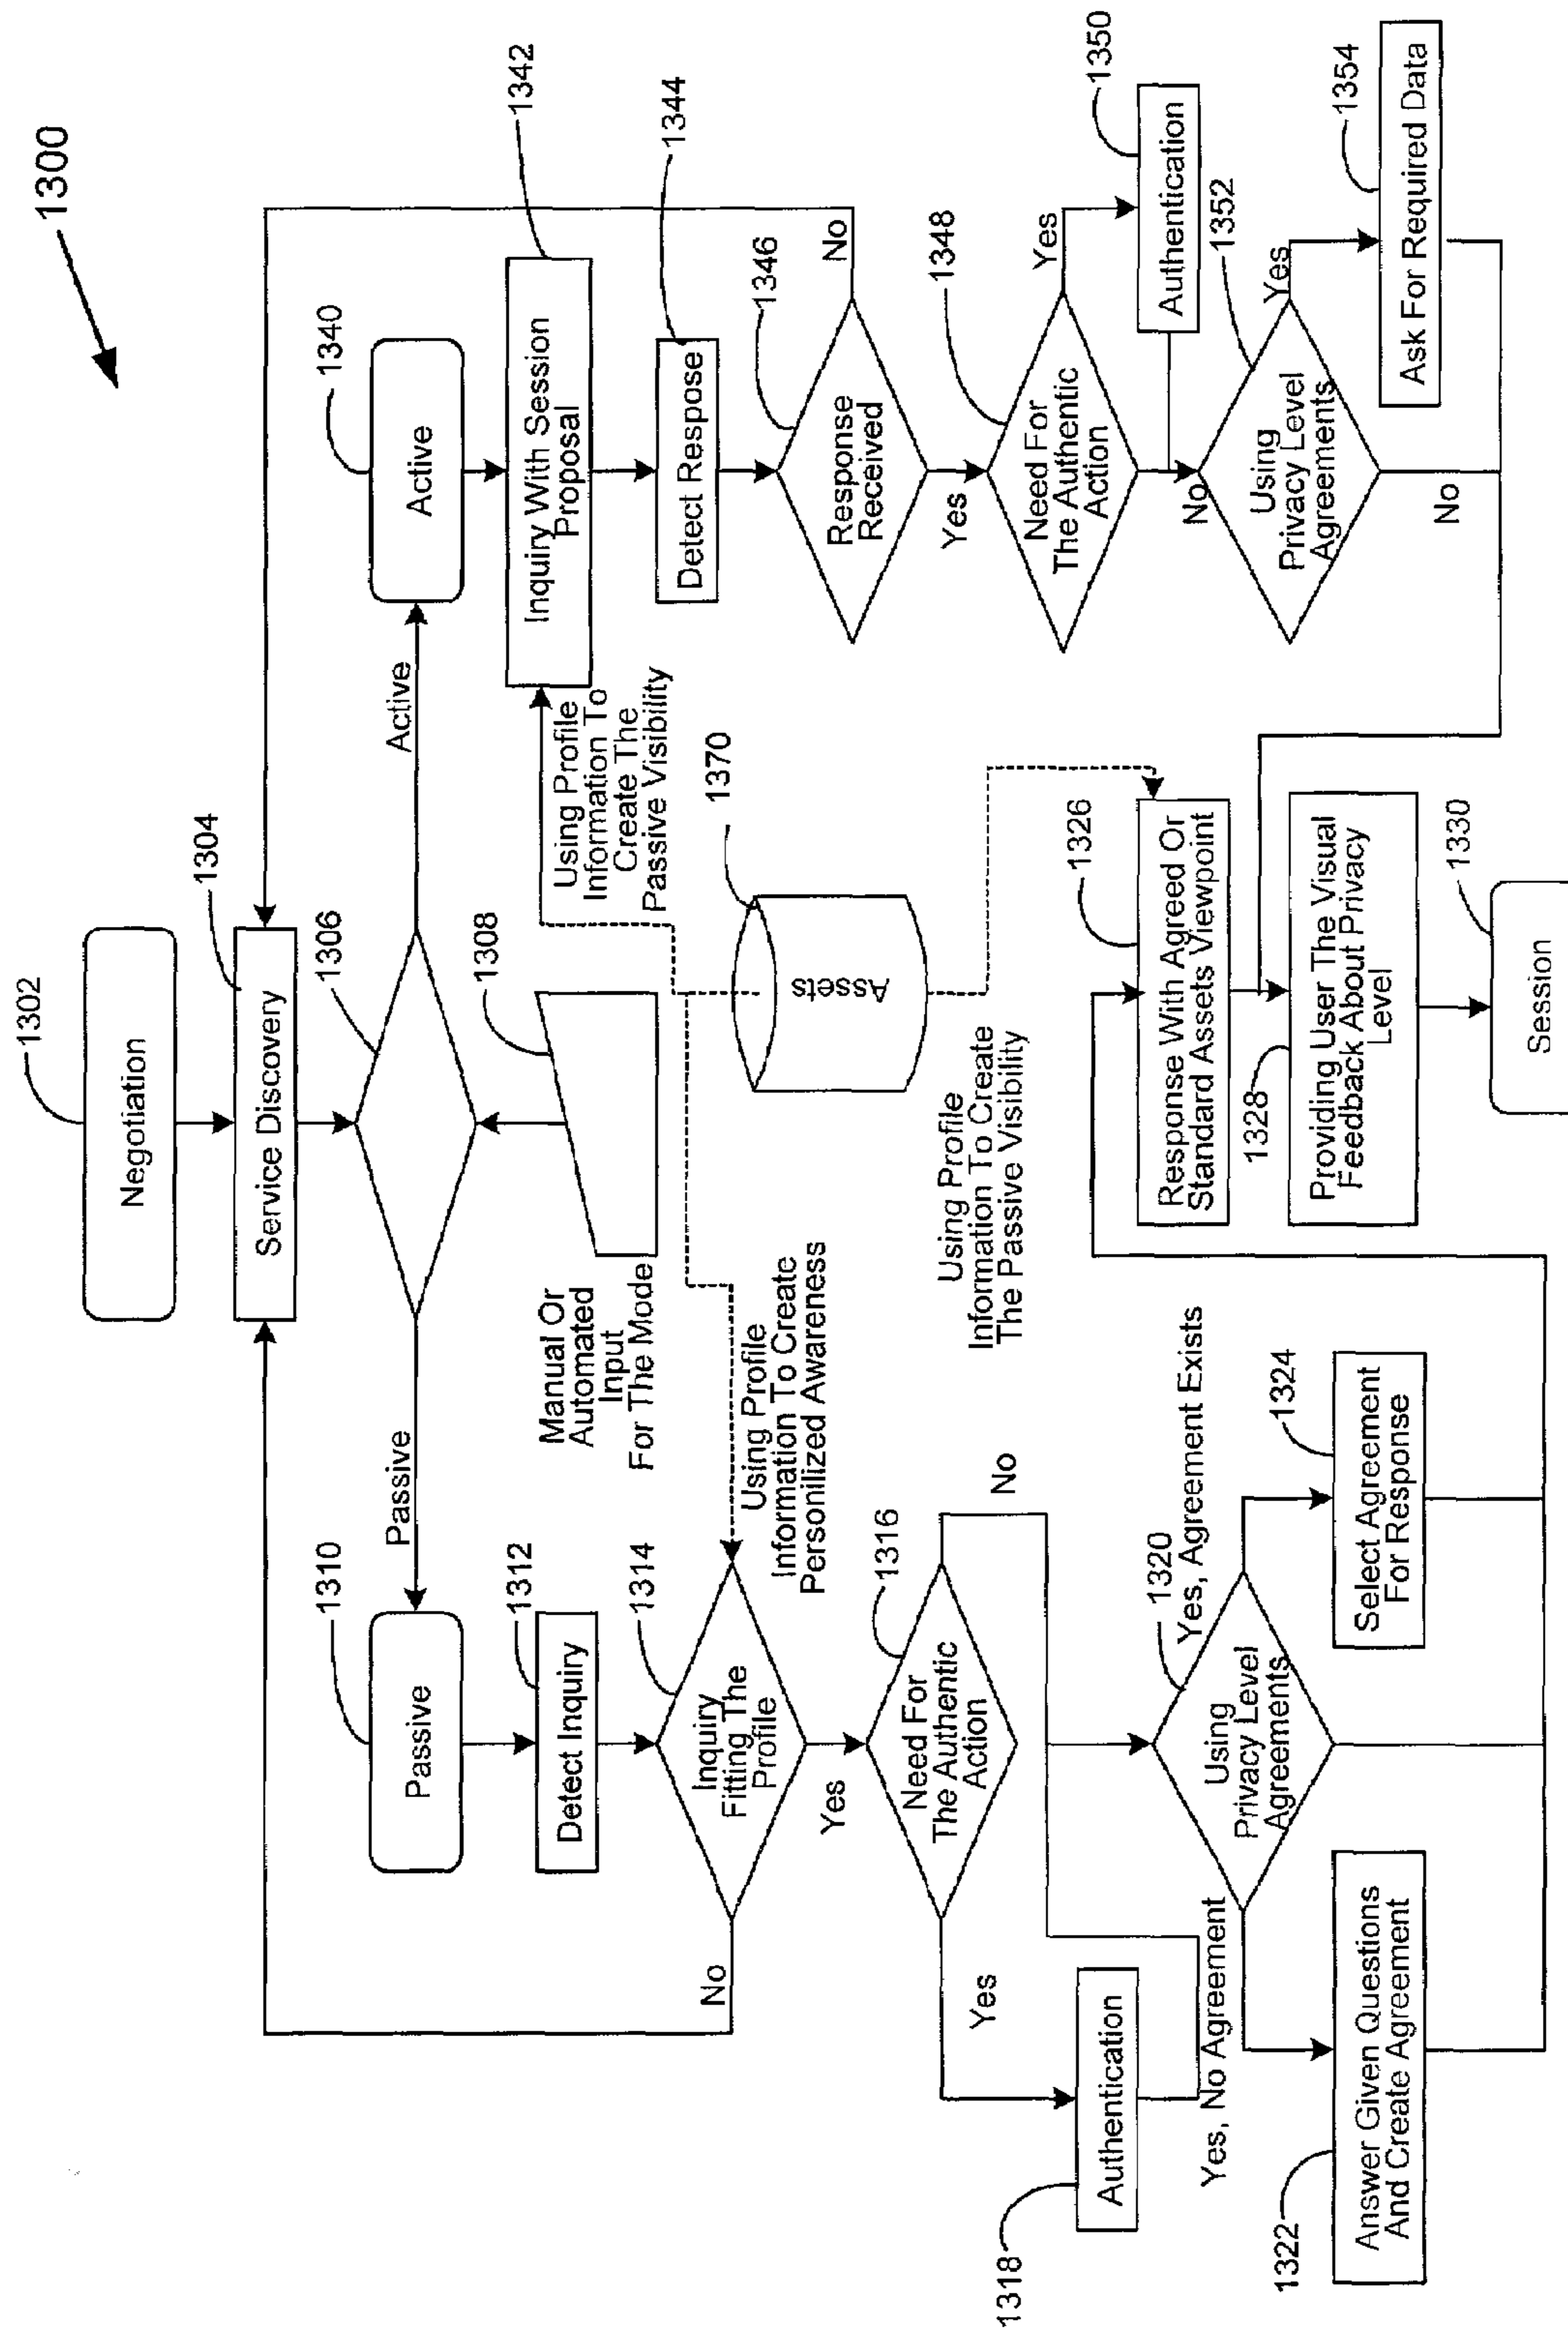 1300
1302
Negotiation
1304
Service Discovery
1306
Passive
Active
1308
Manual Or
Automated
Input
For The Mode
1310
Passive
1312
Detect Inquiry
1314
Inquiry
Fitting The
Profile
No
Yes
Using Profile
Information To Create
Personilized Awareness
1316
Need For
The Authentic
Action
No
Yes
1318
Authentication
1320
Using
Privacy Level
Agreements
Yes, No Agreement
Yes, Agreement Exists
1322
Answer Given Questions
And Create Agreement
1324
Select Agreement
For Response
1340
Active
1342
Inquiry With Session
Proposal
Using Profile
Information To
Create The
Passive Visibility
1344
Detect Response
1346
Response
Received
No
Yes
1348
Need For
The Authentic
Action
Yes
No
1350
Authentication
1352
Using
Privacy Level
Agreements
Yes
No
1354
Ask For Required Data
1370
Assets
Using Profile
Information To Create
The Passive Visibility
1326
Response With Agreed Or
Standard Assets Viewpoint
1328
Providing User The Visual
Feedback About Privacy
Level
1330
Session